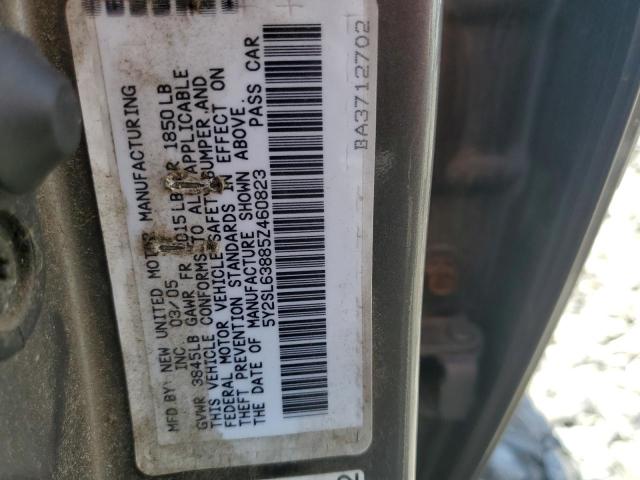 MFD BY: NEW UNITED MOTOR MANUFACTURING
INC. 03/05
GVWR 3845LB GAWR FR 2015LB RR 1850LB
THIS VEHICLE CONFORMS TO ALL APPLICABLE
FEDERAL MOTOR VEHICLE SAFETY, BUMPER AND
THEFT PREVENTION STANDARDS IN EFFECT ON
THE DATE OF MANUFACTURE SHOWN ABOVE.
5Y2SL63885Z460823 PASS CAR
BA3712702